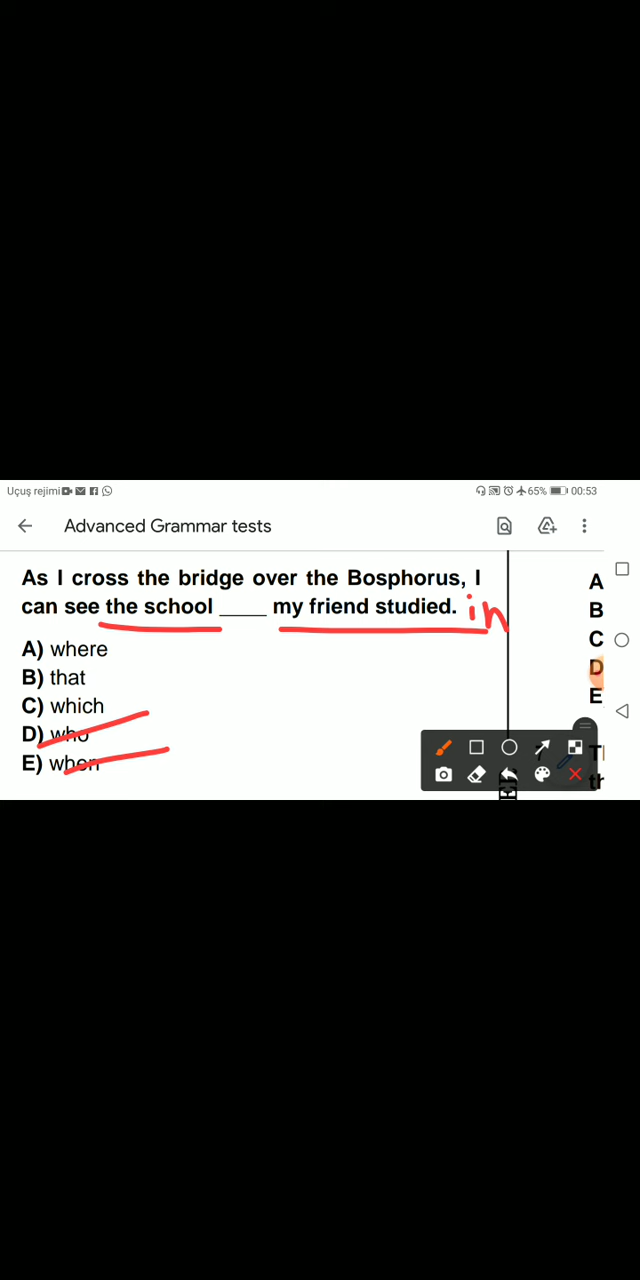 Uçuş rejimi 65% 00:53
Advanced Grammar tests
As I cross the bridge over the Bosphorus, I
can see the school ____ my friend studied. in
A) where
B) that
C) which
D) who
E) when
A
B
C
D
E
th